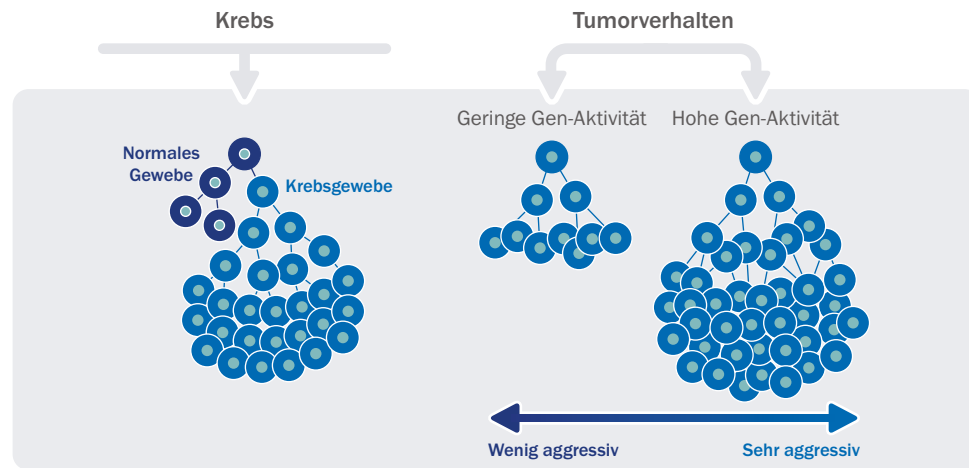 Krebs
Tumorverhalten
Geringe Gen-Aktivität
Hohe Gen-Aktivität
Normales
Gewebe
Krebsgewebe
Wenig aggressiv
Sehr aggressiv